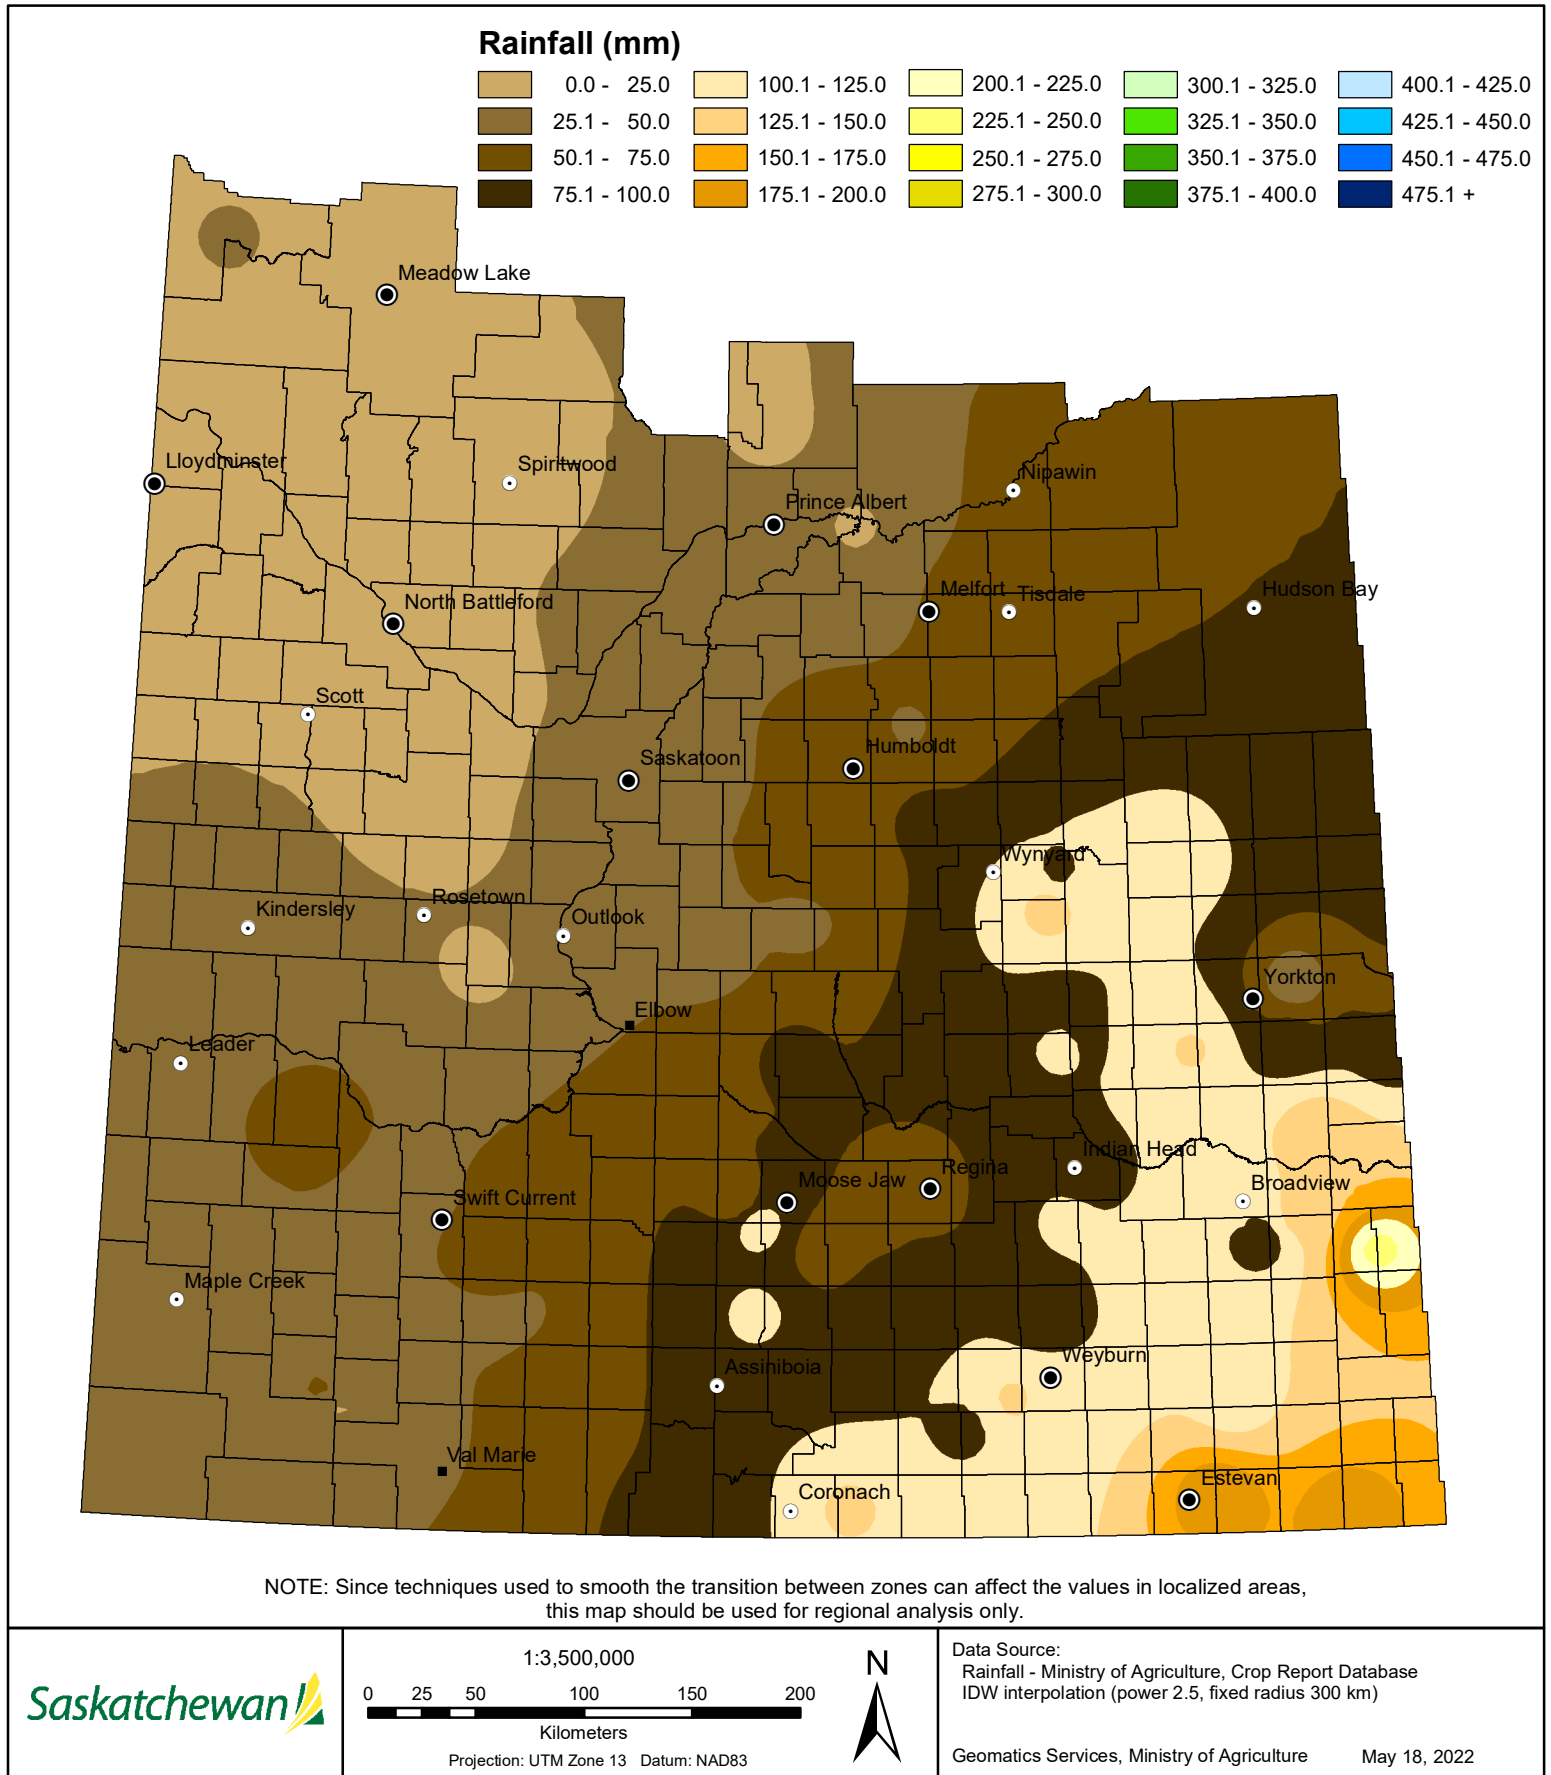 Rainfall (mm)
0.0 - 25.0
25.1 - 50.0
50.1 - 75.0
75.1 - 100.0
100.1 - 125.0
125.1 - 150.0
150.1 - 175.0
175.1 - 200.0
200.1 - 225.0
225.1 - 250.0
250.1 - 275.0
275.1 - 300.0
300.1 - 325.0
325.1 - 350.0
350.1 - 375.0
375.1 - 400.0
400.1 - 425.0
425.1 - 450.0
450.1 - 475.0
475.1 +
Meadow Lake
Lloydminster
Spiritwood
Nipawin
Prince Albert
North Battleford
Melfort
Tisdale
Hudson Bay
Scott
Saskatoon
Humboldt
Wynyard
Kindersley
Rosetown
Outlook
Yorkton
Elbow
Leader
Indian Head
Moose Jaw
Regina
Broadview
Swift Current
Maple Creek
Assiniboia
Weyburn
Val Marie
Coronach
Estevan
NOTE: Since techniques used to smooth the transition between zones can affect the values in localized areas,
this map should be used for regional analysis only.
Saskatchewan
1:3,500,000
0 25 50 100 150 200
Kilometers
Projection: UTM Zone 13 Datum: NAD83
N
Data Source:
Rainfall - Ministry of Agriculture, Crop Report Database
IDW interpolation (power 2.5, fixed radius 300 km)
Geomatics Services, Ministry of Agriculture May 18, 2022